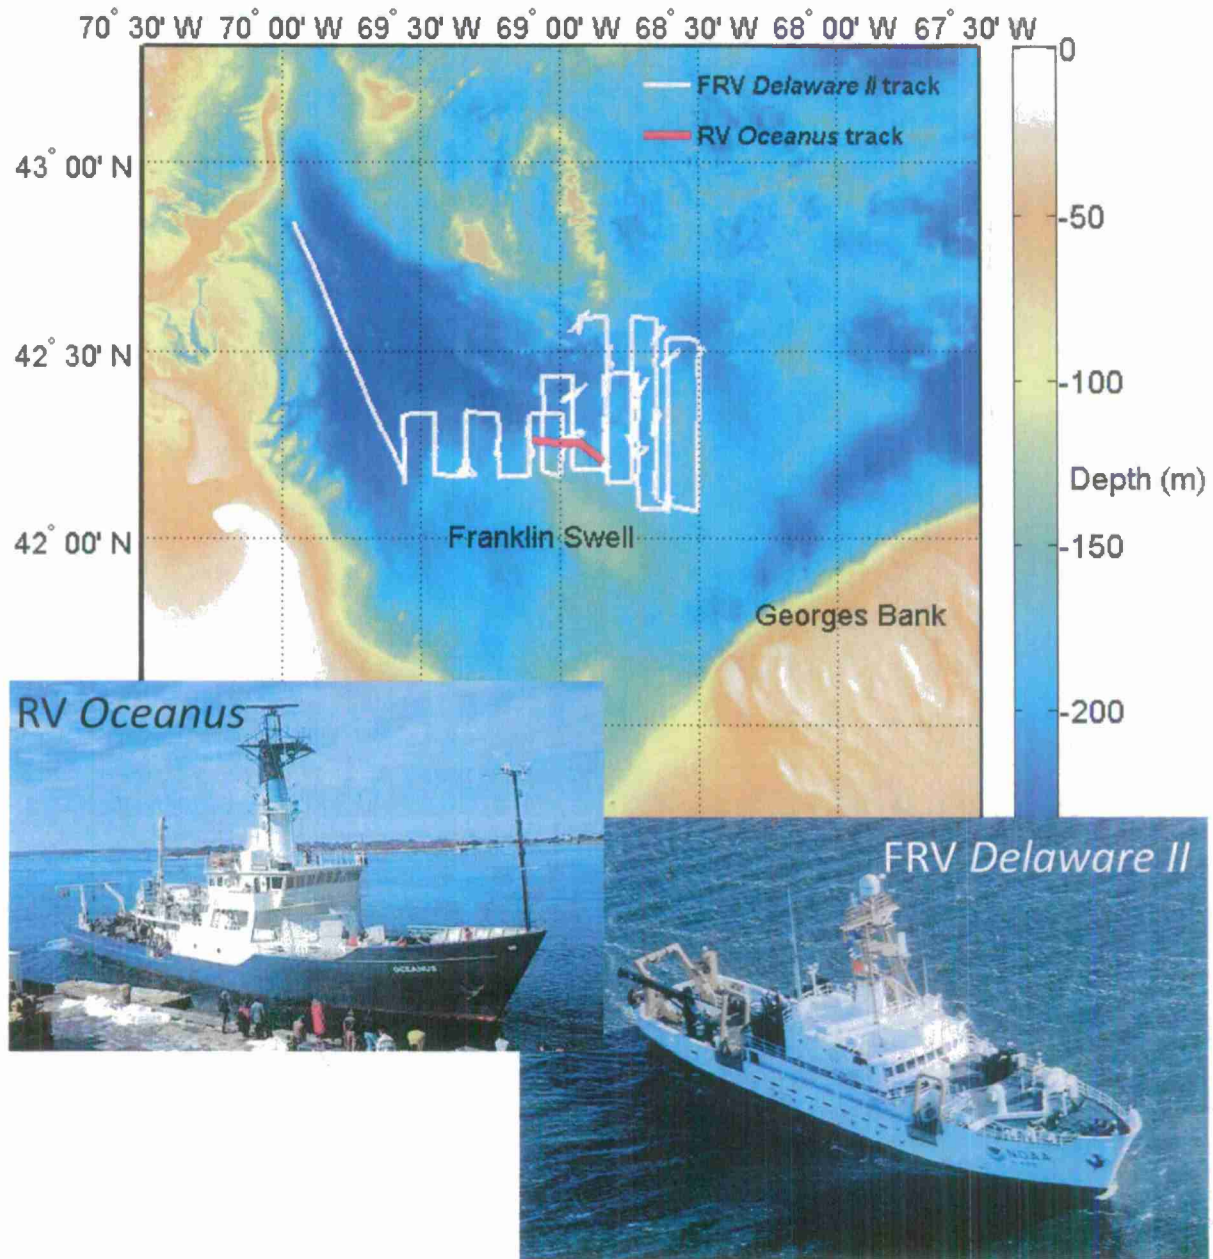 70° 30' W 70° 00' W 69° 30' W 69° 00' W 68° 30' W 68° 00' W 67° 30' W
FRV Delaware II track
RV Oceanus track
43° 00' N
42° 30' N
42° 00' N
Franklin Swell
Georges Bank
0
-50
-100
Depth (m)
-150
-200
RV Oceanus
OCEANUS
FRV Delaware II
NOAA